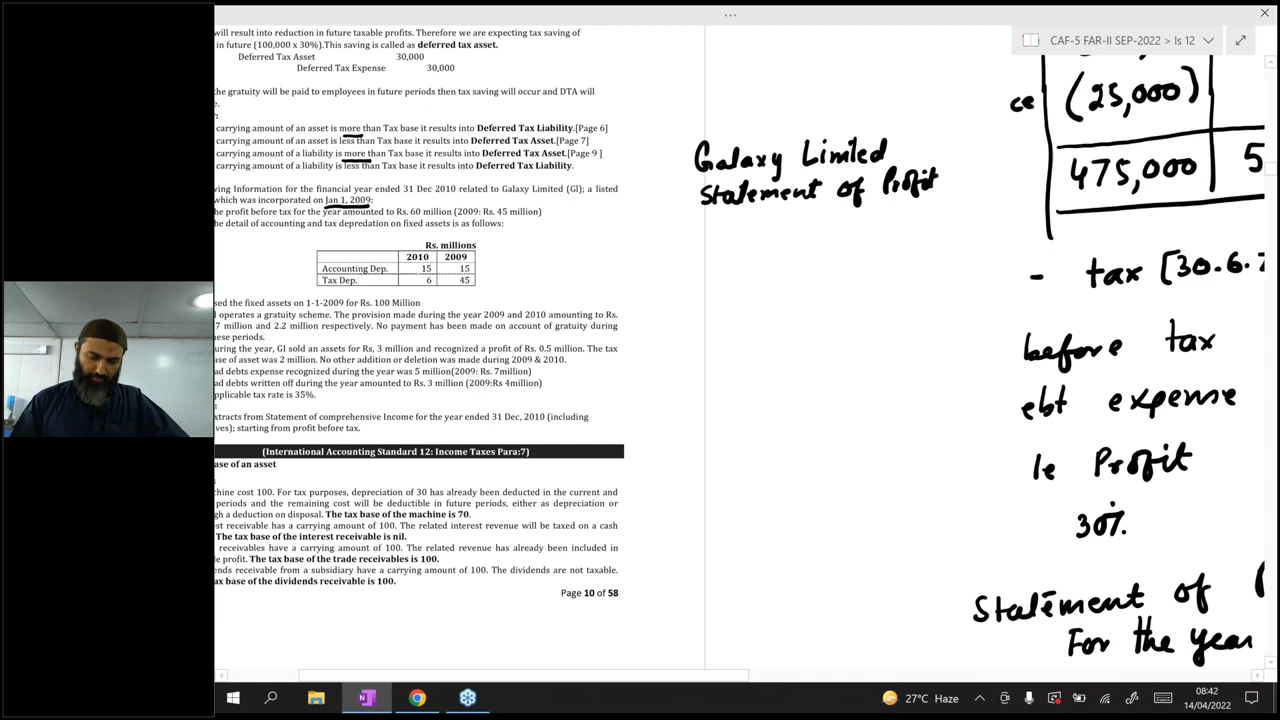 will result into reduction in future taxable profits. Therefore we are expecting tax saving of
in future (100,000 x 30%).This saving is called as deferred tax asset.
Deferred Tax Asset 30,000
Deferred Tax Expense 30,000
the gratuity will be paid to employees in future periods then tax saving will occur and DTA will
carrying amount of an asset is more than Tax base it results into Deferred Tax Liability.[Page 6]
carrying amount of an asset is less than Tax base it results into Deferred Tax Asset.[Page 7]
carrying amount of a liability is more than Tax base it results into Deferred Tax Asset.[Page 9 ]
carrying amount of a liability is less than Tax base it results into Deferred Tax Liability.
ving Information for the financial year ended 31 Dec 2010 related to Galaxy Limited (GI); a listed
which was incorporated on Jan 1, 2009:
he profit before tax for the year amounted to Rs. 60 million (2009: Rs. 45 million)
he detail of accounting and tax depredation on fixed assets is as follows:
Rs. millions
2010 2009
Accounting Dep. 15 15
Tax Dep. 6 45
sed the fixed assets on 1-1-2009 for Rs. 100 Million
l operates a gratuity scheme. The provision made during the year 2009 and 2010 amounted to Rs.
7 million and 2.2 million respectively. No payment has been made on account of gratuity during
hese periods.
uring the year, GI sold an assets for Rs, 3 million and recognized a profit of Rs. 0.5 million. The tax
ase of asset was 2 million. No other addition or deletion was made during 2009 & 2010.
ad debts expense recognized during the year was 5 million(2009: Rs. 7million)
ad debts written off during the year amounted to Rs. 3 million (2009:Rs 4million)
pplicable tax rate is 35%.
xtracts from Statement of comprehensive Income for the year ended 31 Dec, 2010 (including
ves); starting from profit before tax.
(International Accounting Standard 12: Income Taxes Para:7)
ase of an asset
hine cost 100. For tax purposes, depreciation of 30 has already been deducted in the current and
periods and the remaining cost will be deductible in future periods, either as depreciation or
gh a deduction on disposal. The tax base of the machine is 70.
st receivable has a carrying amount of 100. The related interest revenue will be taxed on a cash
The tax base of the interest receivable is nil.
receivables have a carrying amount of 100. The related revenue has already been included in
e profit. The tax base of the trade receivables is 100.
ends receivable from a subsidiary have a carrying amount of 100. The dividends are not taxable.
ax base of the dividends receivable is 100.
Page 10 of 58
Galaxy Limited
Statement of Profit
CAF-5 FAR-II SEP-2022 > Is 12
ce (25,000)
475,000 5
- tax [30.6.
before tax
ebt expense
le Profit
30%.
Statement of
For the year
27°C Haze
08:42
14/04/2022